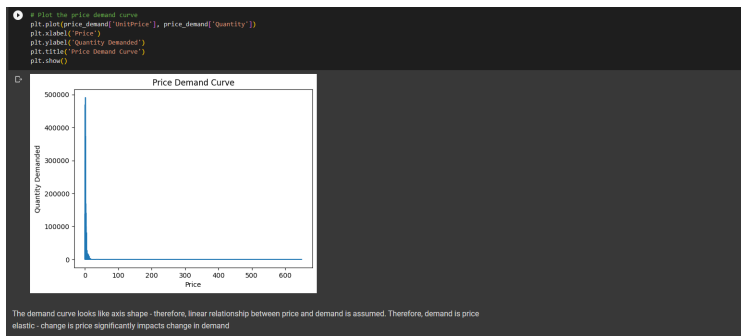 # Plot the price demand curve
plt.plot(price_demand['UnitPrice'], price_demand['Quantity'])
plt.xlabel('Price')
plt.ylabel('Quantity Demanded')
plt.title('Price Demand Curve')
plt.show()
Price Demand Curve
500000
400000
300000
200000
100000
0
Quantity Demanded
0 100 200 300 400 500 600
Price
The demand curve looks like axis shape - therefore, linear relationship between price and demand is assumed. Therefore, demand is price
elastic - change is price significantly impacts change in demand